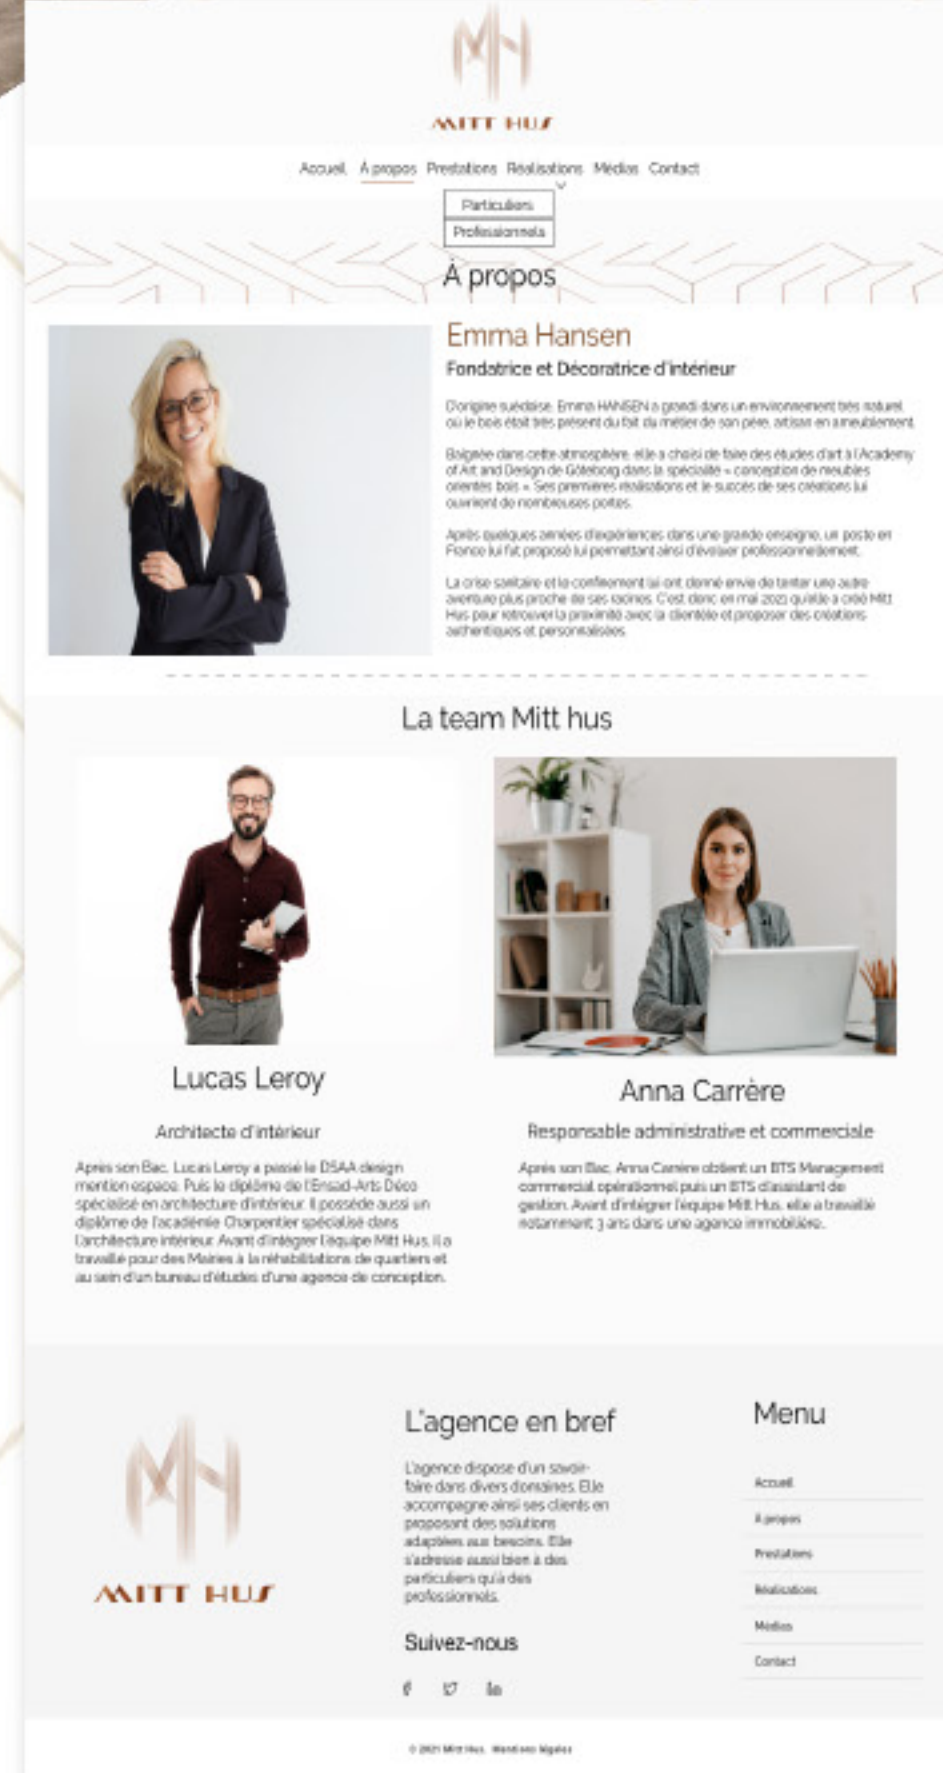 MITT HUS
Accueil À propos Prestations Réalisations Médias Contact
Particuliers
Professionnels
À propos
Emma Hansen
Fondatrice et Décoratrice d'intérieur
D'origine suédoise, Emma HANSEN a grandi dans un environnement très naturel
où le bois était très présent du fait du métier de son père, artisan en ameublement.
Baignée dans cette atmosphère, elle a choisi de faire des études d'art à l'Academy
of Art and Design de Göteborg dans la spécialité « conception de meubles
orientés bois ». Ses premières réalisations et le succès de ses créations lui
ouvrirent de nombreuses portes.
Après quelques années d'expériences dans une grande enseigne, un poste en
France lui fut proposé lui permettant ainsi d'évoluer professionnellement.
La crise sanitaire et le confinement lui ont donné envie de tenter une autre
aventure plus proche de ses racines. C'est donc en mai 2021 qu'elle a créé Mitt
Hus pour retrouver la proximité avec la clientèle et proposer des créations
authentiques et personnalisées.
La team Mitt hus
Lucas Leroy
Architecte d'intérieur
Après son Bac, Lucas Leroy a passé le DSAA design
mention espace. Puis le diplôme de l'Ensad-Arts Déco
spécialisé en architecture d'intérieur. Il possède aussi un
diplôme de l'académie Charpentier spécialisé dans
l'architecture intérieur. Avant d'intégrer l'équipe Mitt Hus, il a
travaillé pour des Mairies à la réhabilitations de quartiers et
au sein d'un bureau d'études d'une agence de conception.
Anna Carrère
Responsable administrative et commerciale
Après son Bac, Anna Carrère obtient un BTS Management
commercial opérationnel puis un BTS d'assistant de
gestion. Avant d'intégrer l'équipe Mitt Hus, elle a travaillé
notamment 3 ans dans une agence immobilière..
MITT HUS
L'agence en bref
L'agence dispose d'un savoir-
faire dans divers domaines. Elle
accompagne ainsi ses clients en
proposant des solutions
adaptées aux besoins. Elle
s'adresse aussi bien à des
particuliers qu'à des
professionnels.
Suivez-nous
Menu
Accueil
À propos
Prestations
Réalisations
Médias
Contact
© 2021 Mitt Hus. Mentions légales